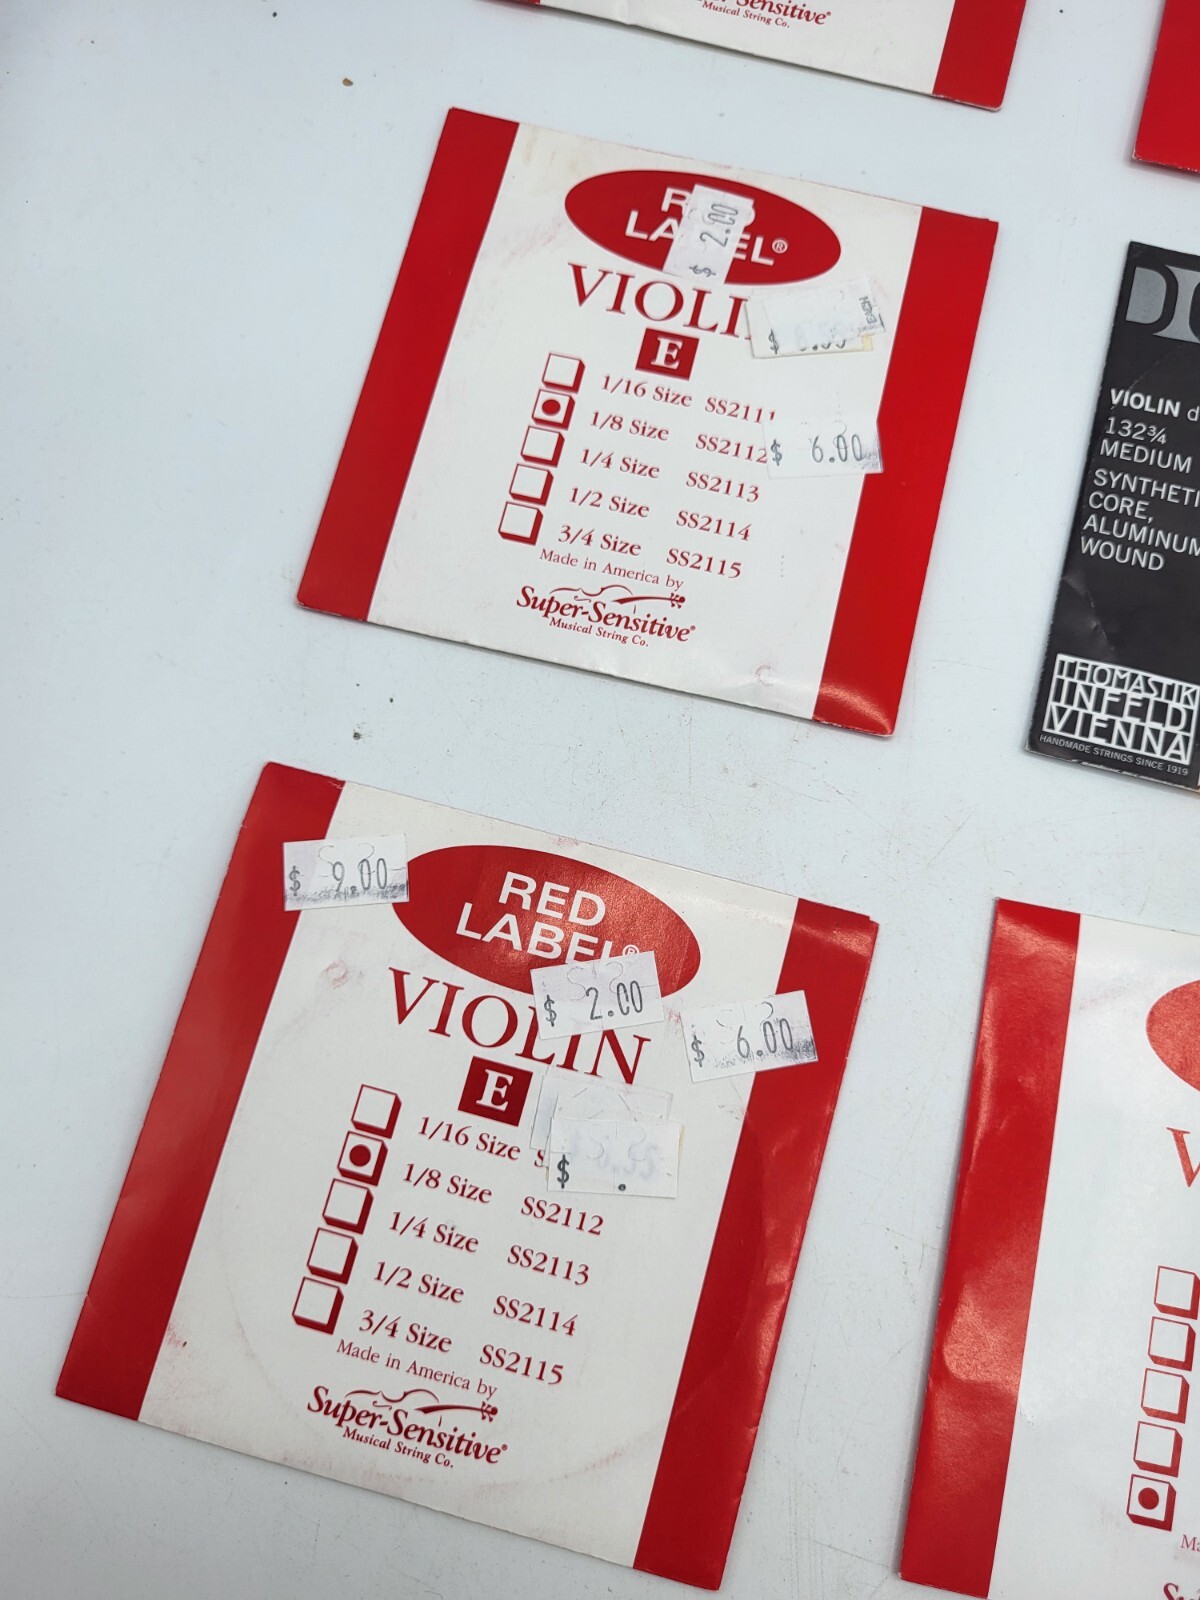 Super-Sensitive®
Musical String Co.
RED
LABEL®
$ 2.00
VIOLIN
$
EACH
E
1/16 Size SS2111
1/8 Size SS2112
$ 6.00
1/4 Size SS2113
1/2 Size SS2114
3/4 Size SS2115
Made in America by
Super-Sensitive®
Musical String Co.
VIOLIN
132¾
MEDIUM
CORE,
ALUMINUM
WOUND
THOMASTIK
INFELD
VIENNA
HANDMADE STRINGS SINCE 1919
$ 9.00
RED
LABEL®
$ 2.00
$ 6.00
VIOLIN
E
1/16 Size
$ .
1/8 Size SS2112
1/4 Size SS2113
1/2 Size SS2114
3/4 Size SS2115
Made in America by
Super-Sensitive®
Musical String Co.